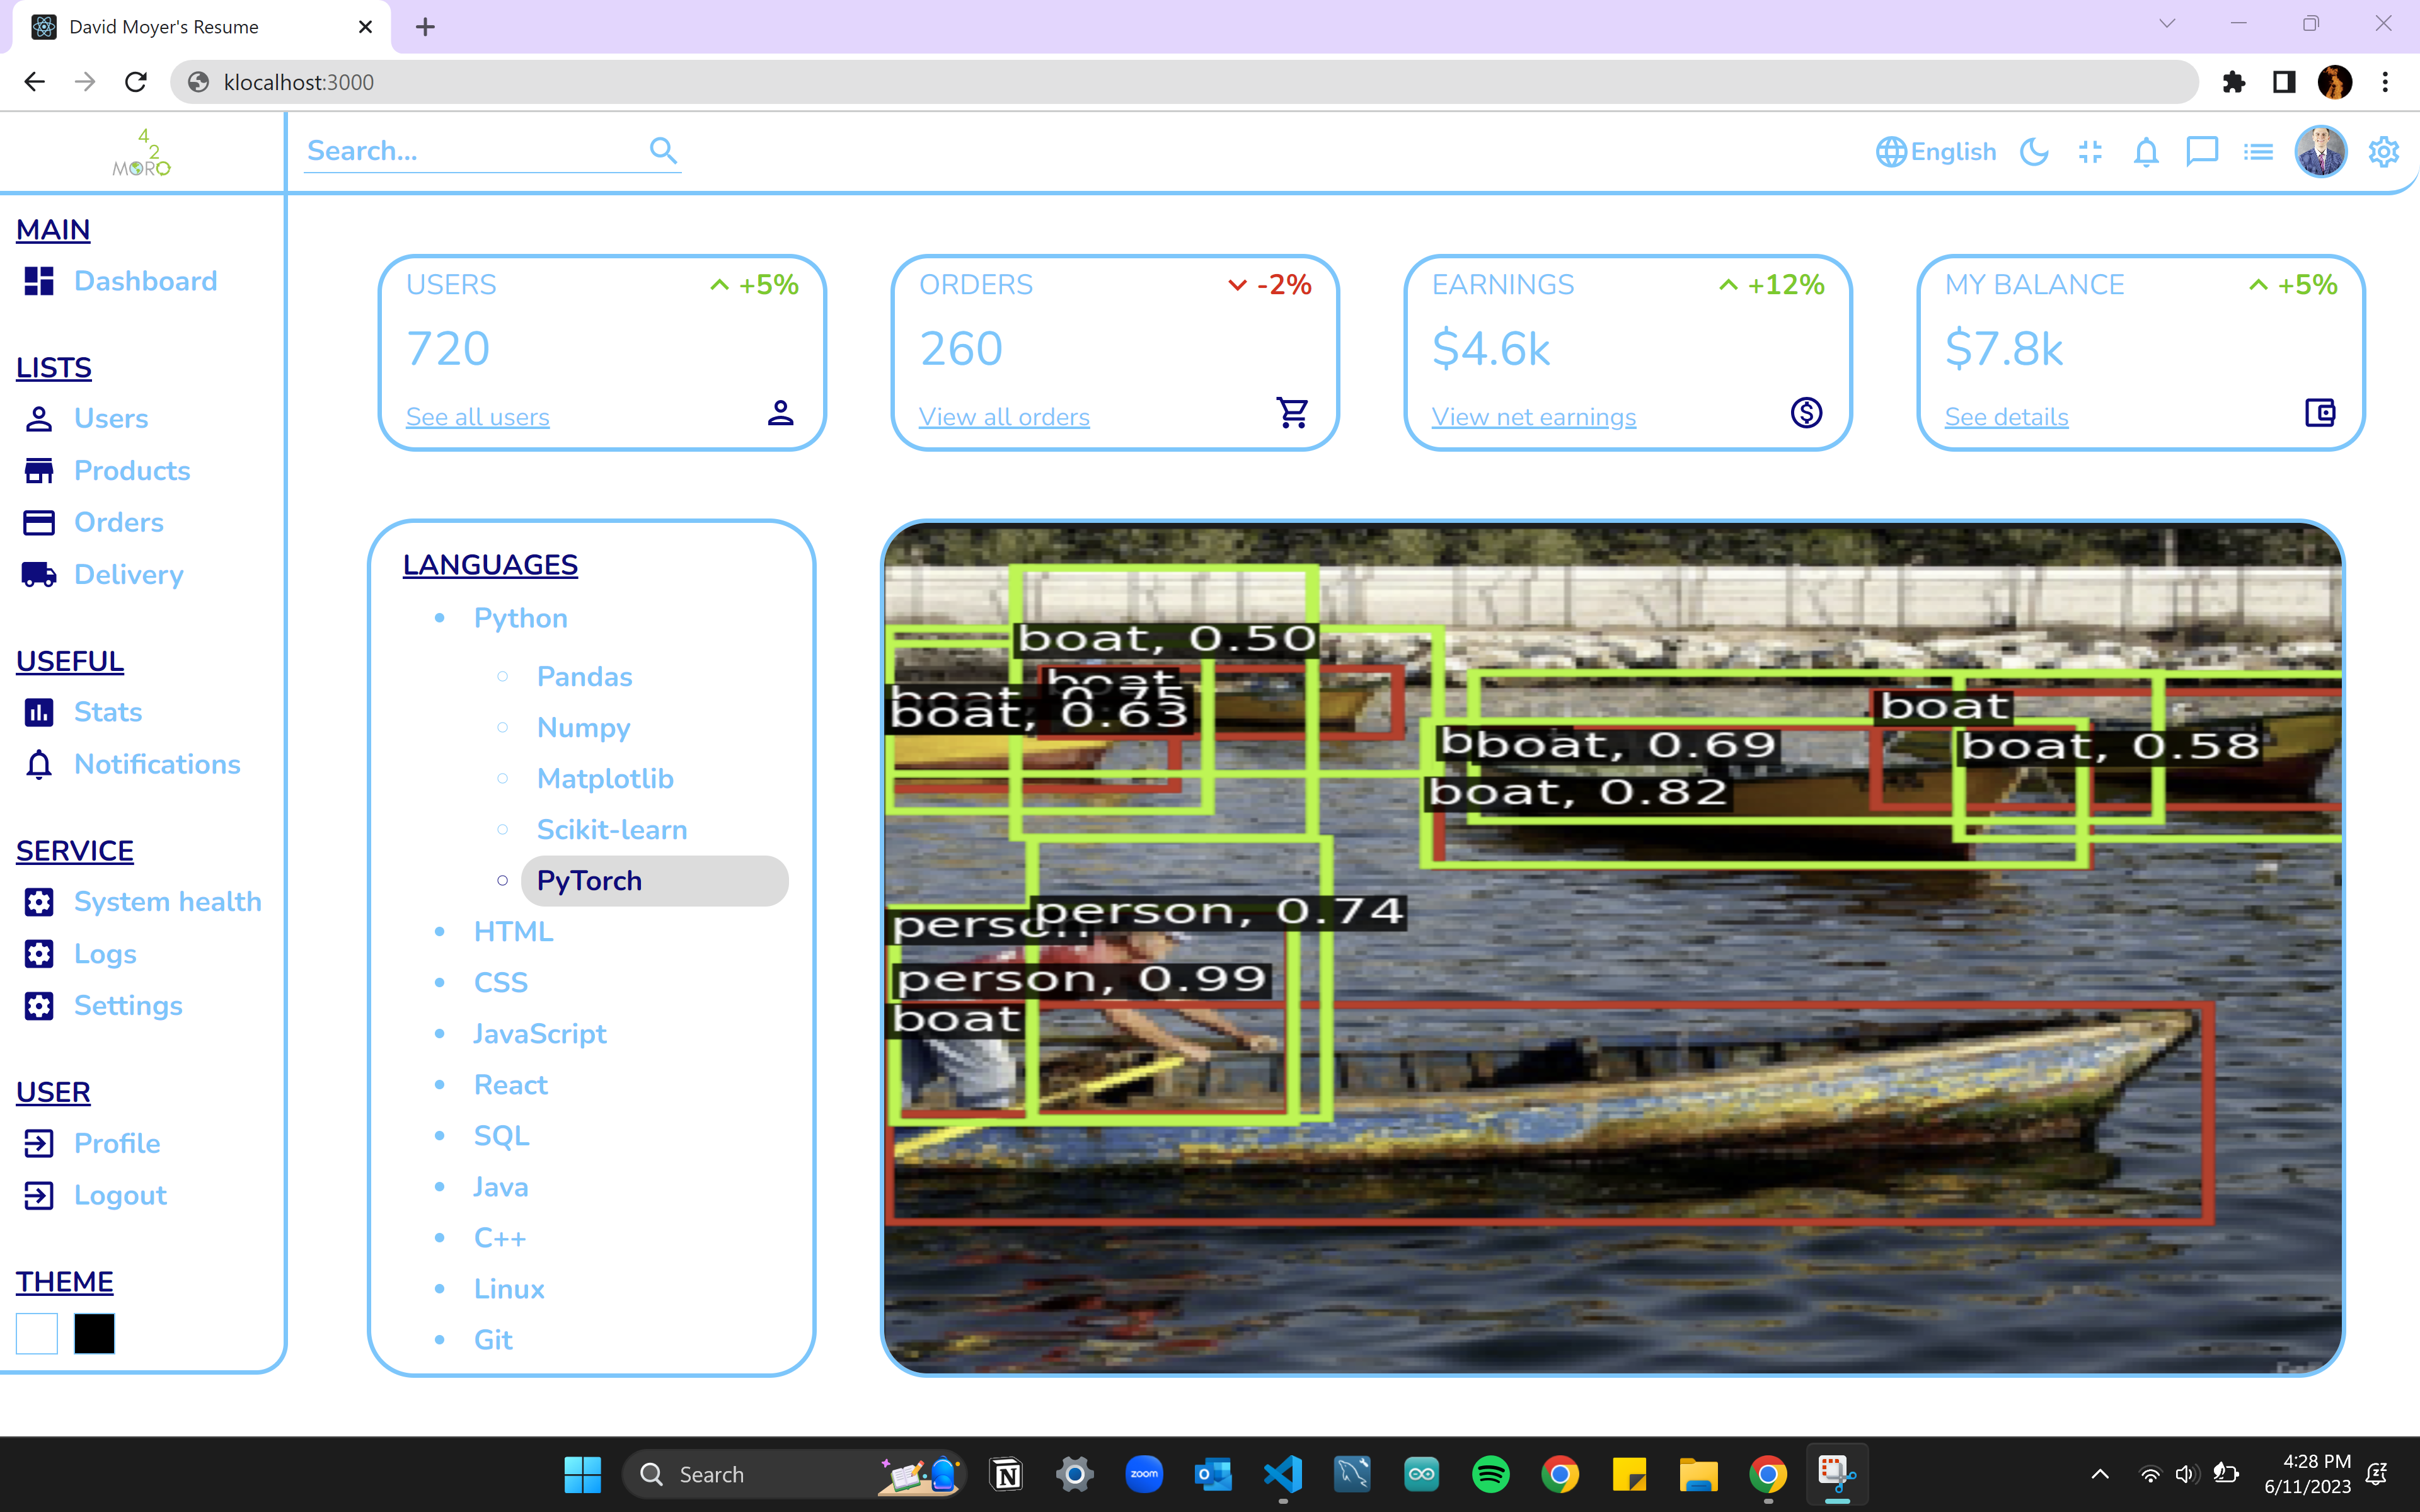 David Moyer's Resume
klocalhost:3000
4
2
MORO
Search...
English
MAIN
Dashboard
LISTS
Users
Products
Orders
Delivery
USEFUL
Stats
Notifications
SERVICE
System health
Logs
Settings
USER
Profile
Logout
THEME
USERS +5%
720
See all users
ORDERS -2%
260
View all orders
EARNINGS +12%
$4.6k
View net earnings
MY BALANCE +5%
$7.8k
See details
LANGUAGES
Python
Pandas
Numpy
Matplotlib
Scikit-learn
PyTorch
HTML
CSS
JavaScript
React
SQL
Java
C++
Linux
Git
boat, 0.50
boat
0.75
boat, 0.63
boat
boat, 0.69
boat, 0.58
boat, 0.82
person, 0.74
person
person, 0.99
boat
Search
zoom
4:28 PM
6/11/2023